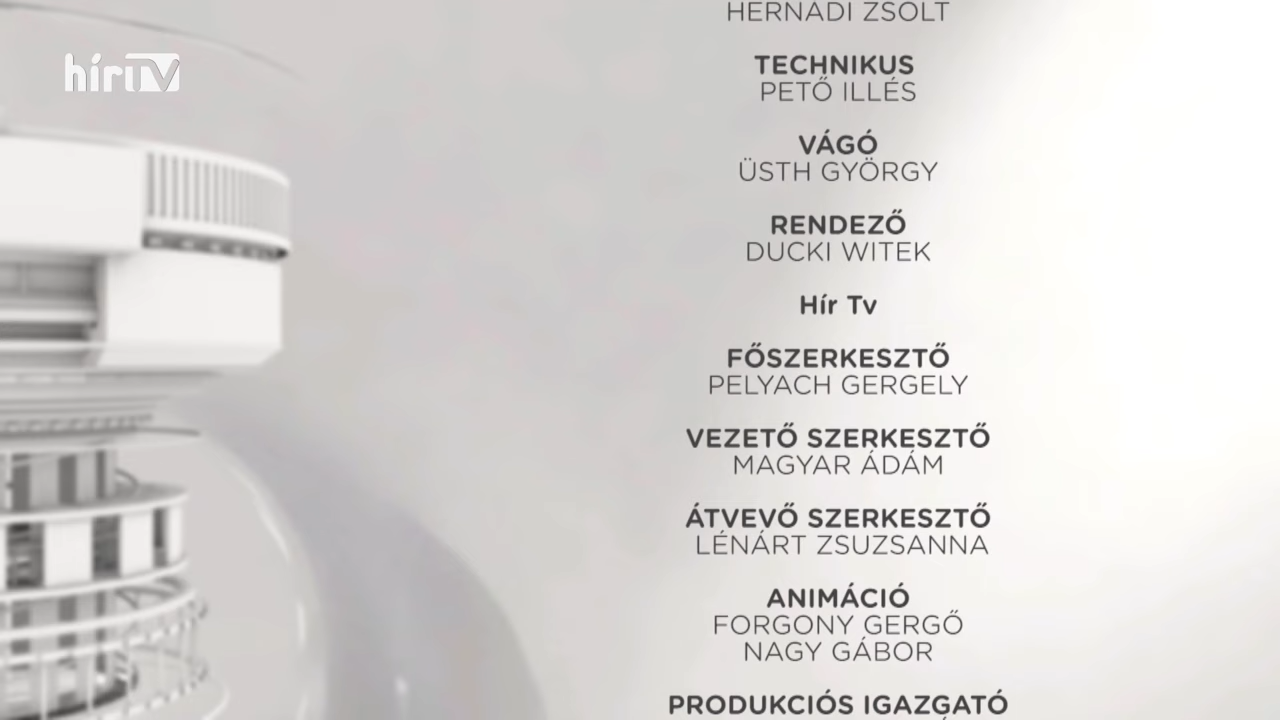 HERNÁDI ZSOLT
hírTV
TECHNIKUS
PETŐ ILLÉS
VÁGÓ
ÜSTH GYÖRGY
RENDEZŐ
DUCKI WITEK
Hír Tv
FŐSZERKESZTŐ
PELYACH GERGELY
VEZETŐ SZERKESZTŐ
MAGYAR ÁDÁM
ÁTVEVŐ SZERKESZTŐ
LÉNÁRT ZSUZSANNA
ANIMÁCIÓ
FORGONY GERGŐ
NAGY GÁBOR
PRODUKCIÓS IGAZGATÓ